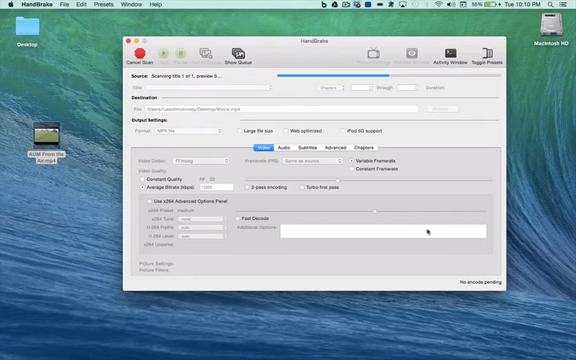 HandBrake File Edit Presets Window Help 55% Tue 10:10 PM
Desktop
Macintosh HD
AUM From the
Air.mp4
HandBrake
Cancel Scan Start Pause Add to Queue Show Queue Picture Settings Preview Window Activity Window Toggle Presets
Source: Scanning title 1 of 1, preview 5...
Title: Chapters through Duration:
Destination
File
Browse...
Output Settings:
Format: MP4 file Large file size Web optimized iPod 5G support
Video Audio Subtitles Advanced Chapters
Video Codec: FFmpeg Framerate (FPS): Same as source Variable Framerate
Constant Framerate
Video Quality:
Constant Quality
Average Bitrate (kbps): 1000 2-pass encoding Turbo first pass
Use x264 Advanced Options Panel
x264 Preset: medium
x264 Tune: none Fast Decode
H.264 Profile: auto Additional Options:
H.264 Level: auto
x264 Unparse:
Picture Settings:
Picture Filters:
No encode pending